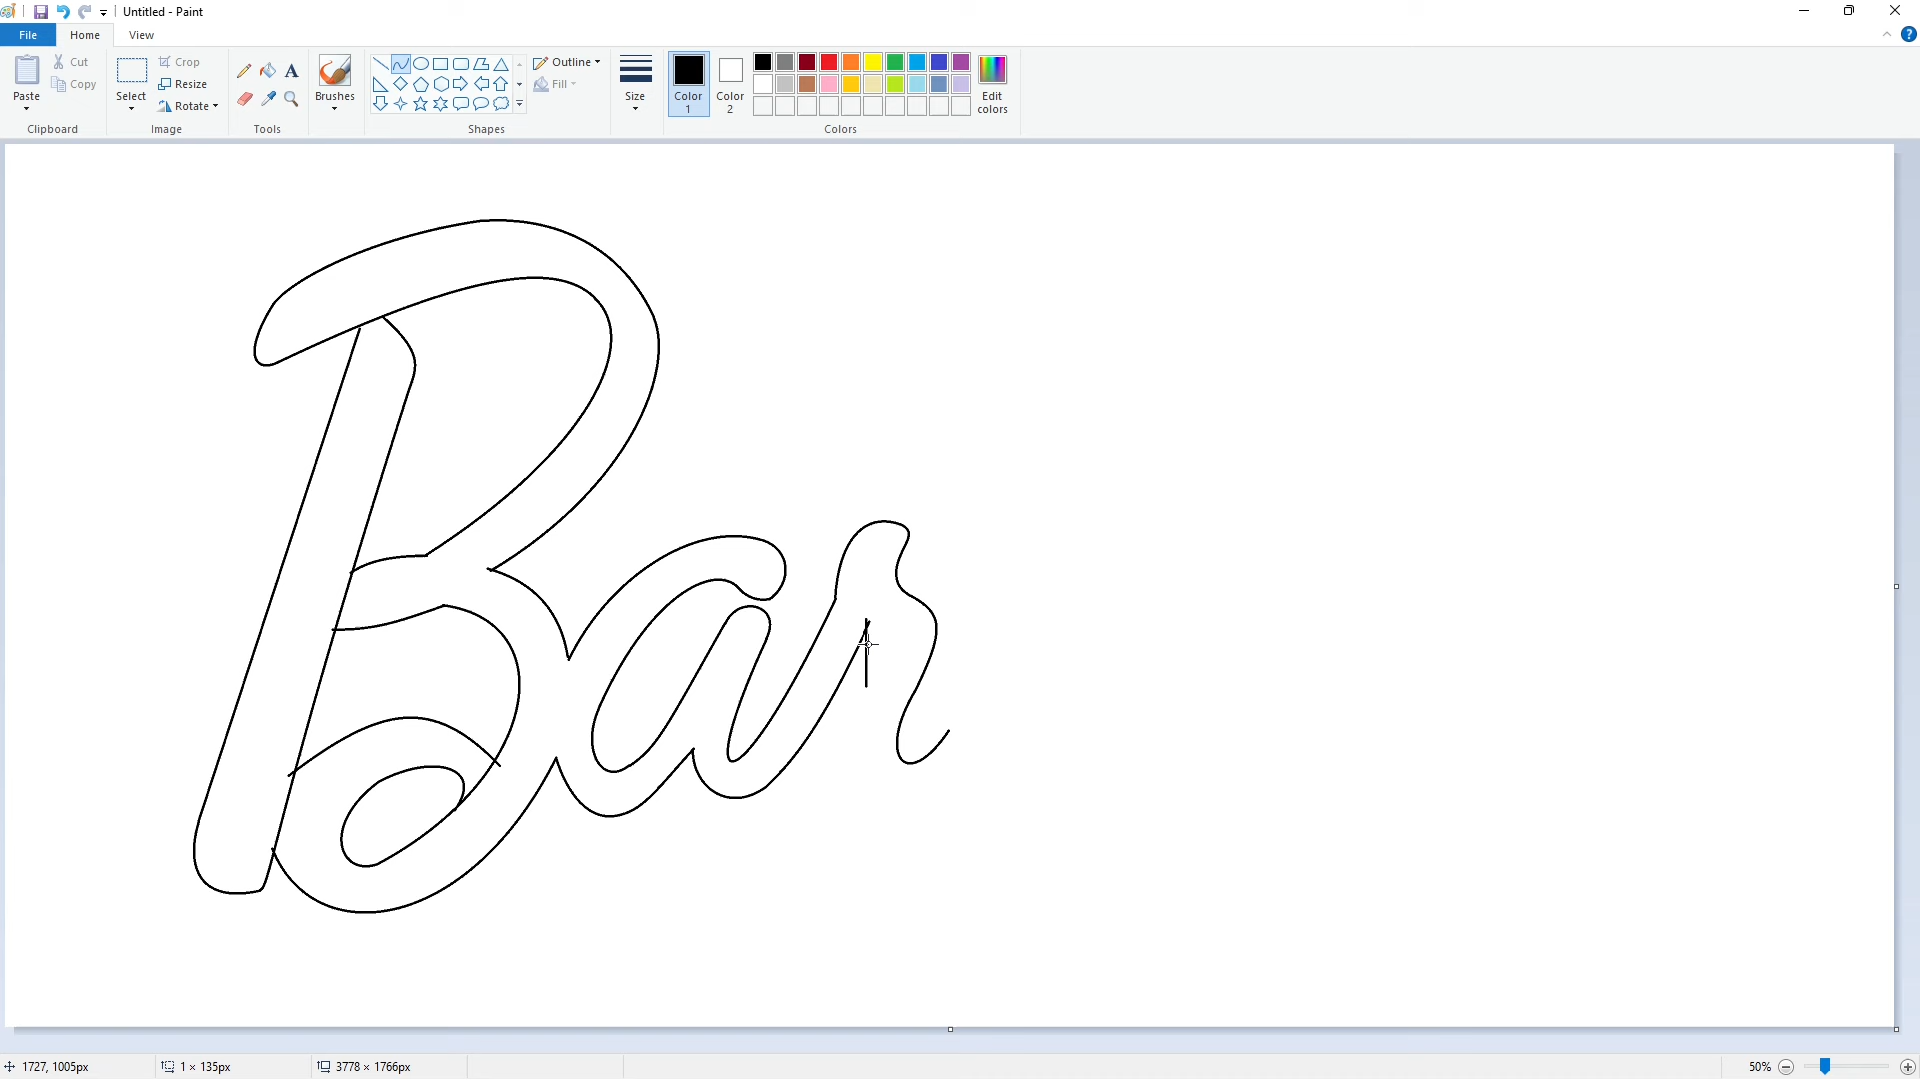 Untitled - Paint
File Home View
Paste Cut Copy Clipboard
Select Crop Resize Rotate Image
Tools
Brushes
Shapes
Outline Fill
Size
Color 1 Color 2 Edit colors Colors
Bar
1727, 1005px 1 × 135px 3778 × 1766px 50%